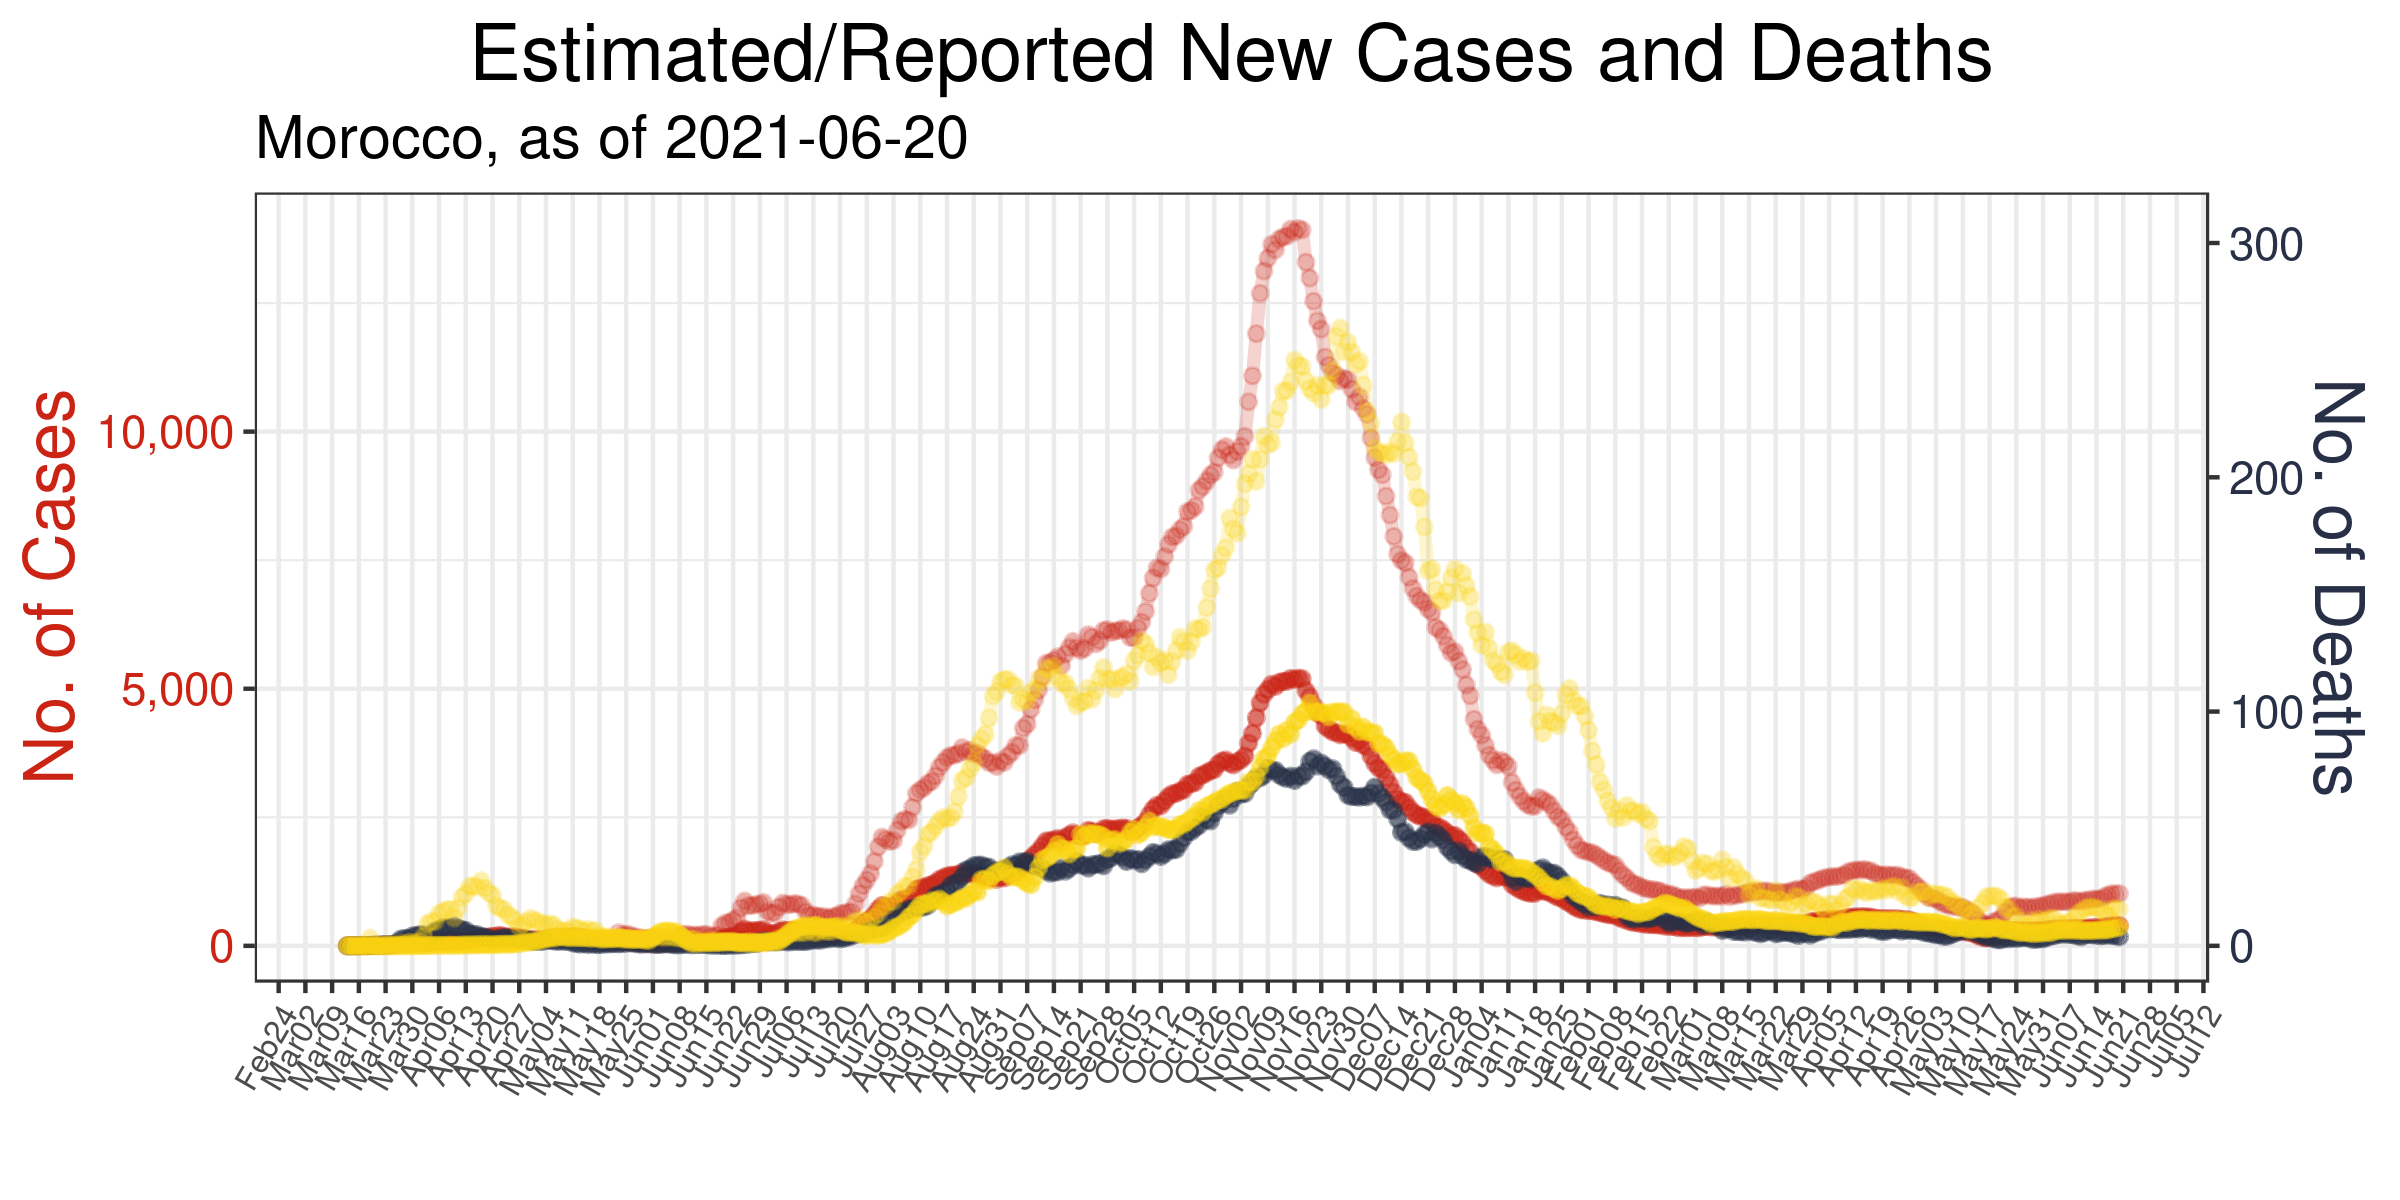 Estimated/Reported New Cases and Deaths
Morocco, as of 2021-06-20
No. of Cases
10,000
5,000
0
300
200
100
0
No. of Deaths
Feb24
Mar02
Mar09
Mar16
Mar23
Mar30
Apr06
Apr13
Apr20
Apr27
May04
May11
May18
May25
Jun01
Jun08
Jun15
Jun22
Jun29
Jul06
Jul13
Jul20
Jul27
Aug03
Aug10
Aug17
Aug24
Aug31
Sep07
Sep14
Sep21
Sep28
Oct05
Oct12
Oct19
Oct26
Nov02
Nov09
Nov16
Nov23
Nov30
Dec07
Dec14
Dec21
Dec28
Jan04
Jan11
Jan18
Jan25
Feb01
Feb08
Feb15
Feb22
Mar01
Mar08
Mar15
Mar22
Mar29
Apr05
Apr12
Apr19
Apr26
May03
May10
May17
May24
May31
Jun07
Jun14
Jun21
Jun28
Jul05
Jul12